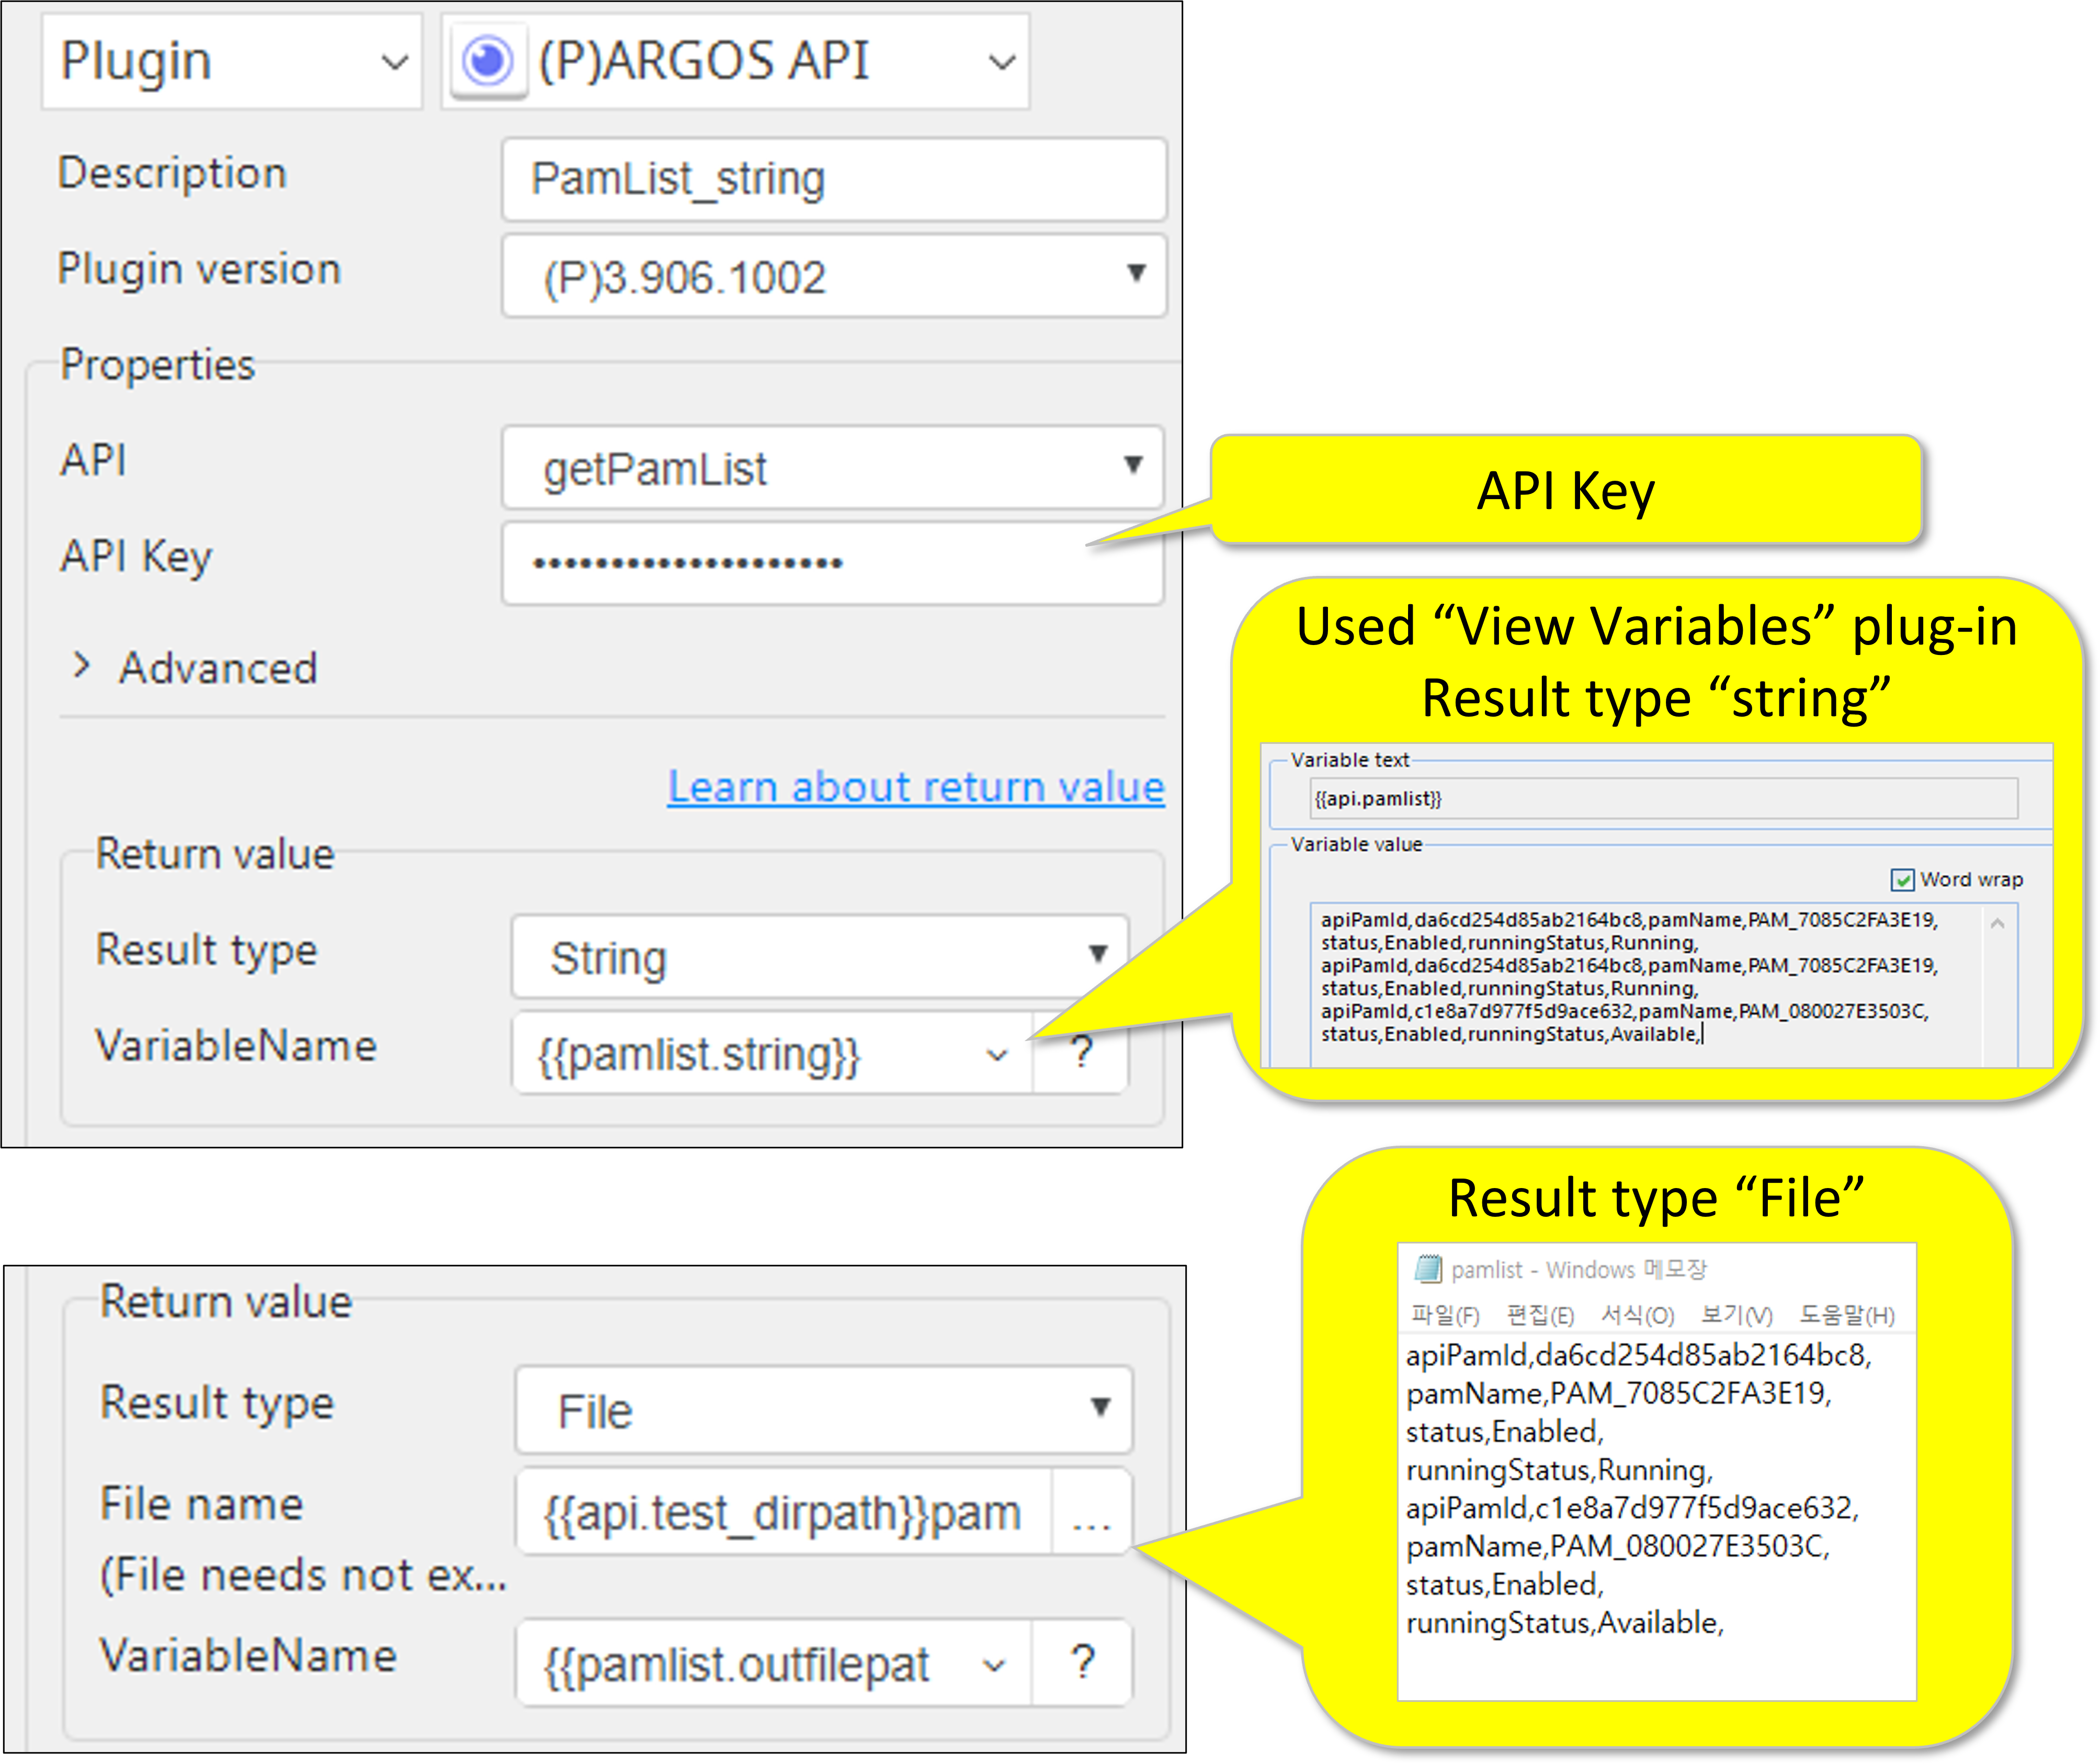 Plugin
(P)ARGOS API
Description
PamList_string
Plugin version
(P)3.906.1002
Properties
API
getPamList
API Key
••••••••••••••••••••
> Advanced
Learn about return value
Return value
Result type
String
VariableName
{{pamlist.string}}
?
API Key
Used “View Variables” plug-in
Result type “string”
Variable text
{{api.pamlist}}
Variable value
Word wrap
apiPamId,da6cd254d85ab2164bc8,pamName,PAM_7085C2FA3E19,
status,Enabled,runningStatus,Running,
apiPamId,da6cd254d85ab2164bc8,pamName,PAM_7085C2FA3E19,
status,Enabled,runningStatus,Running,
apiPamId,c1e8a7d977f5d9ace632,pamName,PAM_080027E3503C,
status,Enabled,runningStatus,Available,
Return value
Result type
File
File name
(File needs not ex...
{{api.test_dirpath}}pam
...
VariableName
{{pamlist.outfilepat
?
Result type “File”
pamlist - Windows 메모장
파일(F) 편집(E) 서식(O) 보기(V) 도움말(H)
apiPamId,da6cd254d85ab2164bc8,
pamName,PAM_7085C2FA3E19,
status,Enabled,
runningStatus,Running,
apiPamId,c1e8a7d977f5d9ace632,
pamName,PAM_080027E3503C,
status,Enabled,
runningStatus,Available,